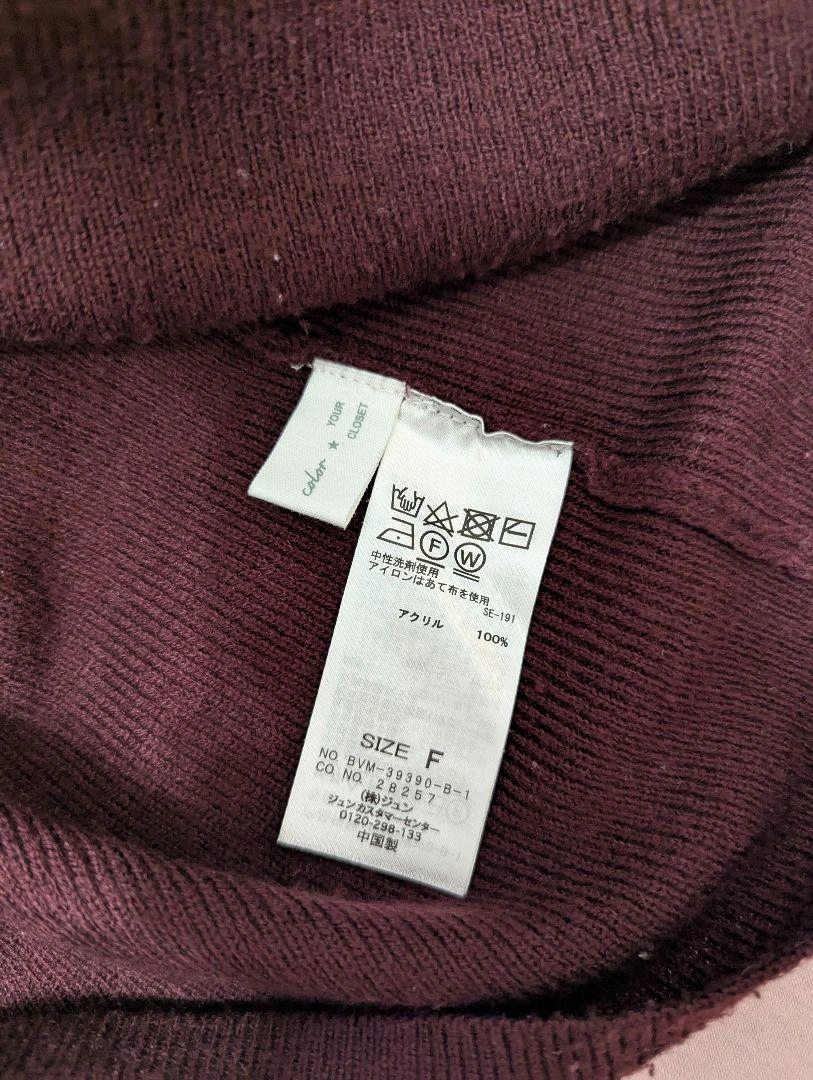 color ★ YOUR
CLOSET
F W
中性洗剤使用
アイロンはあて布を使用
SE-191
アクリル 100%
SIZE F
NO. BVM-39390-B-1
CO. NO. 28257
(株)ジュン
ジュンカスタマーセンター
0120-298-133
中国製